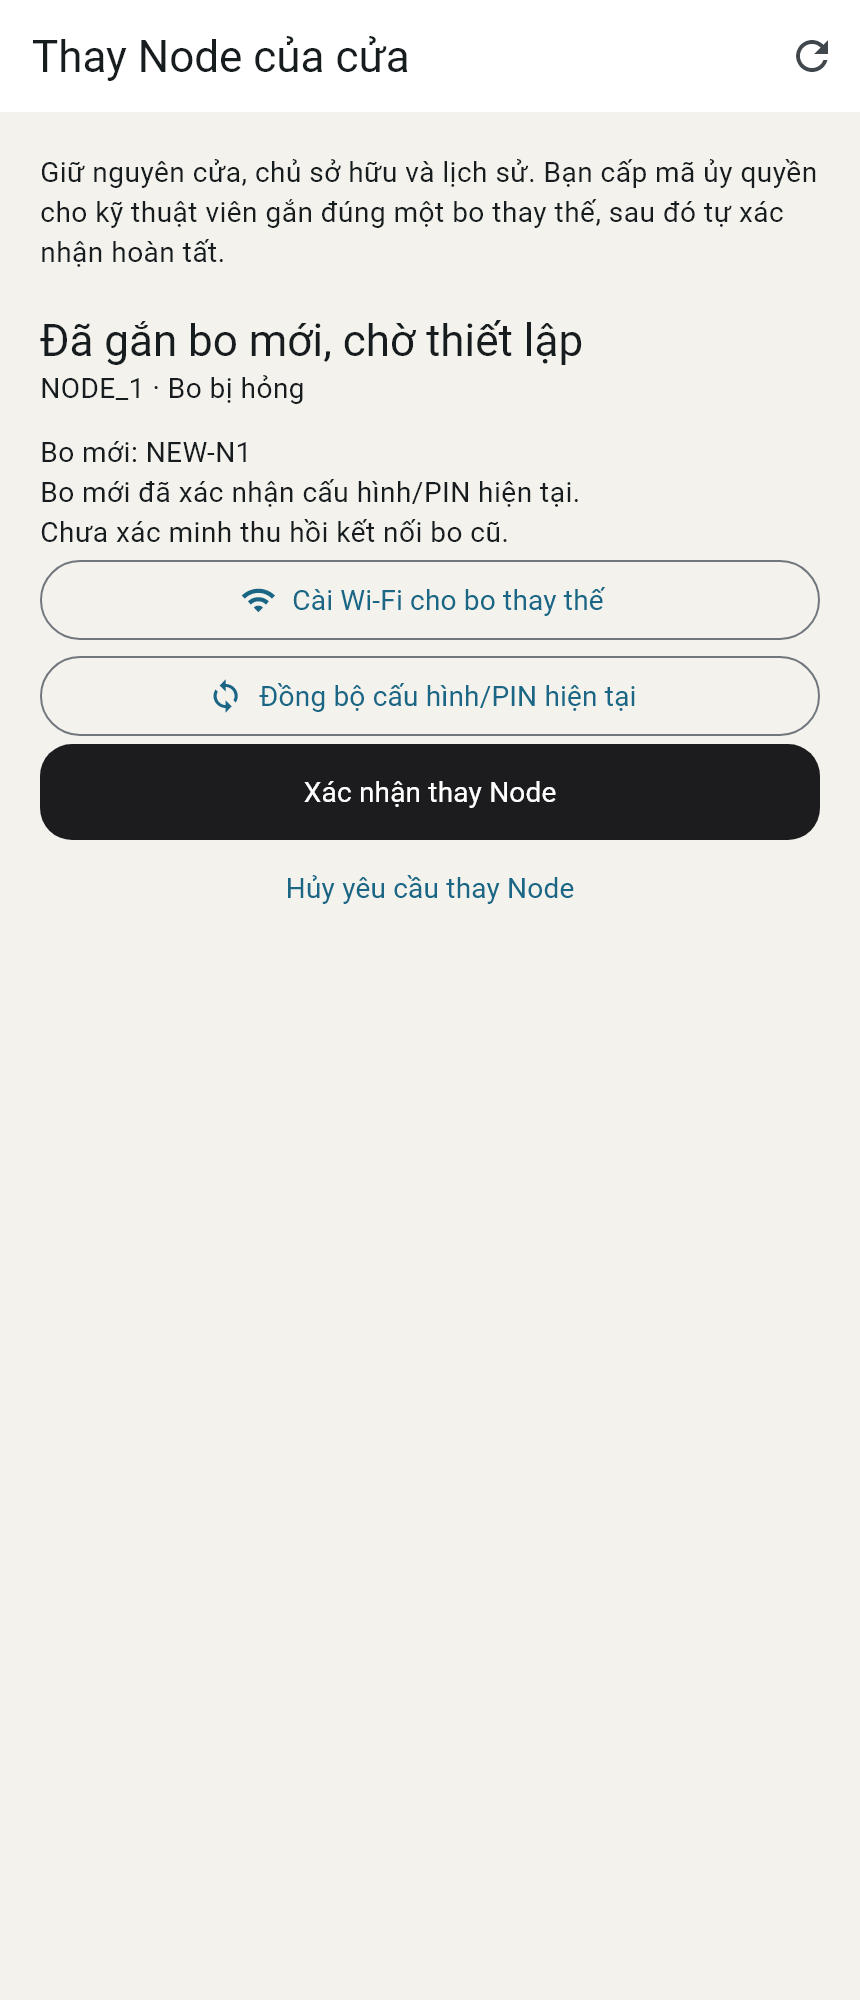 Thay Node của cửa
Giữ nguyên cửa, chủ sở hữu và lịch sử. Bạn cấp mã ủy quyền
cho kỹ thuật viên gắn đúng một bo thay thế, sau đó tự xác
nhận hoàn tất.
Đã gắn bo mới, chờ thiết lập
NODE_1 · Bo bị hỏng
Bo mới: NEW-N1
Bo mới đã xác nhận cấu hình/PIN hiện tại.
Chưa xác minh thu hồi kết nối bo cũ.
Cài Wi-Fi cho bo thay thế
Đồng bộ cấu hình/PIN hiện tại
Xác nhận thay Node
Hủy yêu cầu thay Node